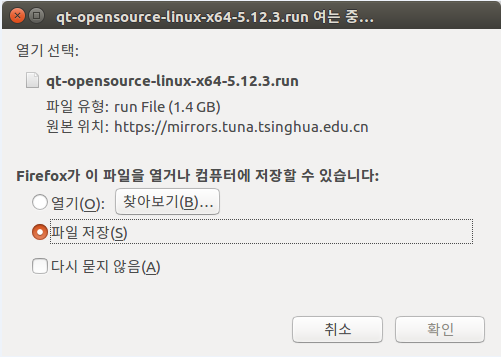 qt-opensource-linux-x64-5.12.3.run 여는 중...
열기 선택:
qt-opensource-linux-x64-5.12.3.run
파일 유형: run File (1.4 GB)
원본 위치: https://mirrors.tuna.tsinghua.edu.cn
Firefox가 이 파일을 열거나 컴퓨터에 저장할 수 있습니다:
열기(O): 찾아보기(B)...
파일 저장(S)
다시 묻지 않음(A)
취소 확인